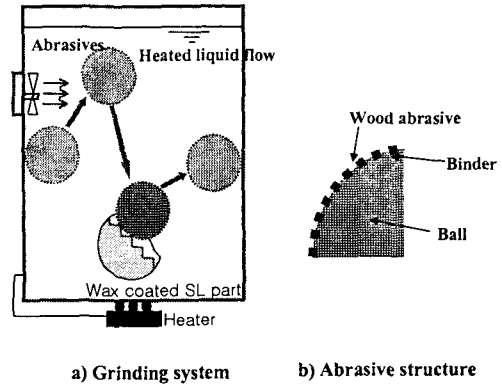 Abrasives
Heated liquid flow
Wax coated SL part
Heater
a) Grinding system
Wood abrasive
Binder
Ball
b) Abrasive structure